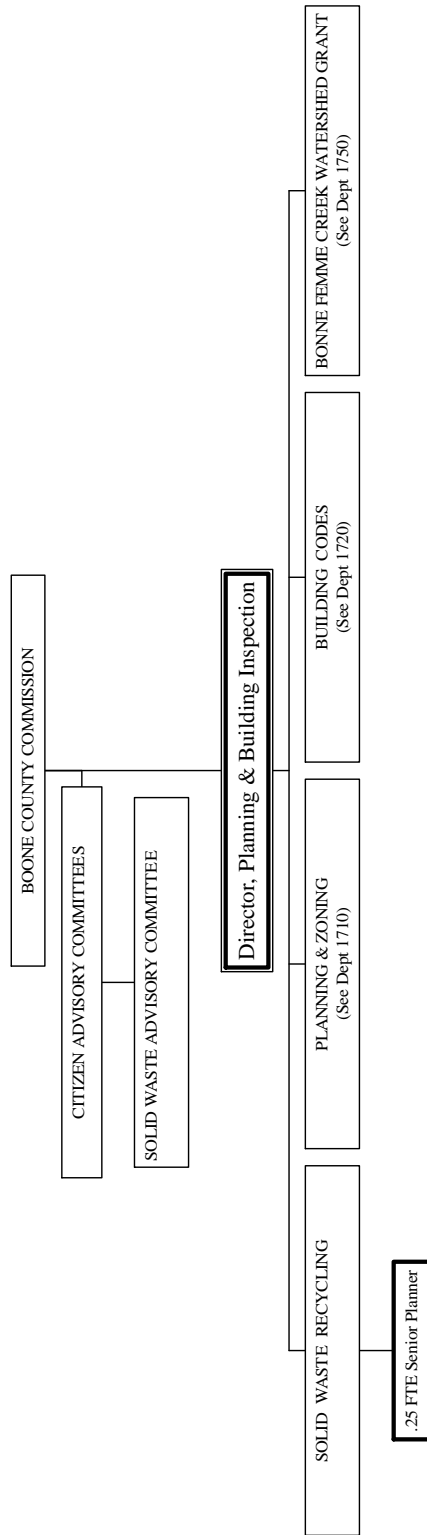 BOONE COUNTY COMMISSION
CITIZEN ADVISORY COMMITTEES
SOLID WASTE ADVISORY COMMITTEE
Director, Planning & Building Inspection
SOLID WASTE RECYCLING
PLANNING & ZONING
(See Dept 1710)
BUILDING CODES
(See Dept 1720)
BONNE FEMME CREEK WATERSHED GRANT
(See Dept 1750)
.25 FTE Senior Planner